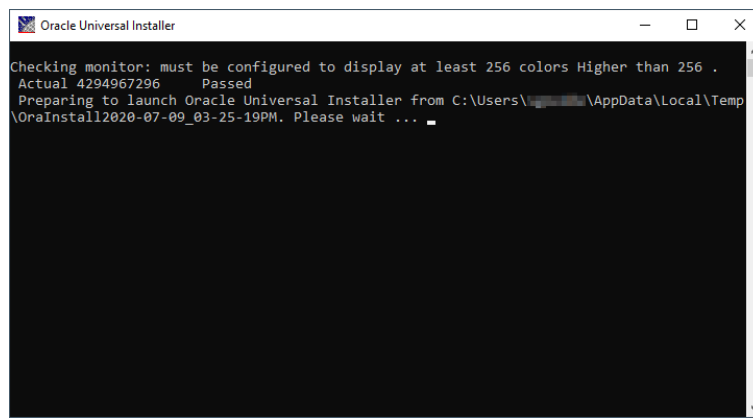 Oracle Universal Installer
Checking monitor: must be configured to display at least 256 colors Higher than 256 .
Actual 4294967296 Passed
Preparing to launch Oracle Universal Installer from C:\Users\ \AppData\Local\Temp
\OraInstall2020-07-09_03-25-19PM. Please wait ...